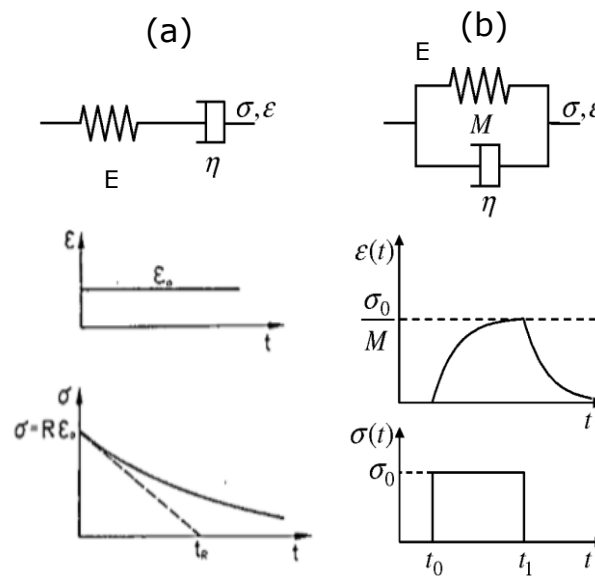 (a)
E
σ, ε
η
ε
ε₀
t
σ
σ=Rε₀
t_R
t
(b)
E
M
σ, ε
η
ε(t)
σ₀
M
t
σ(t)
σ₀
t₀
t₁
t